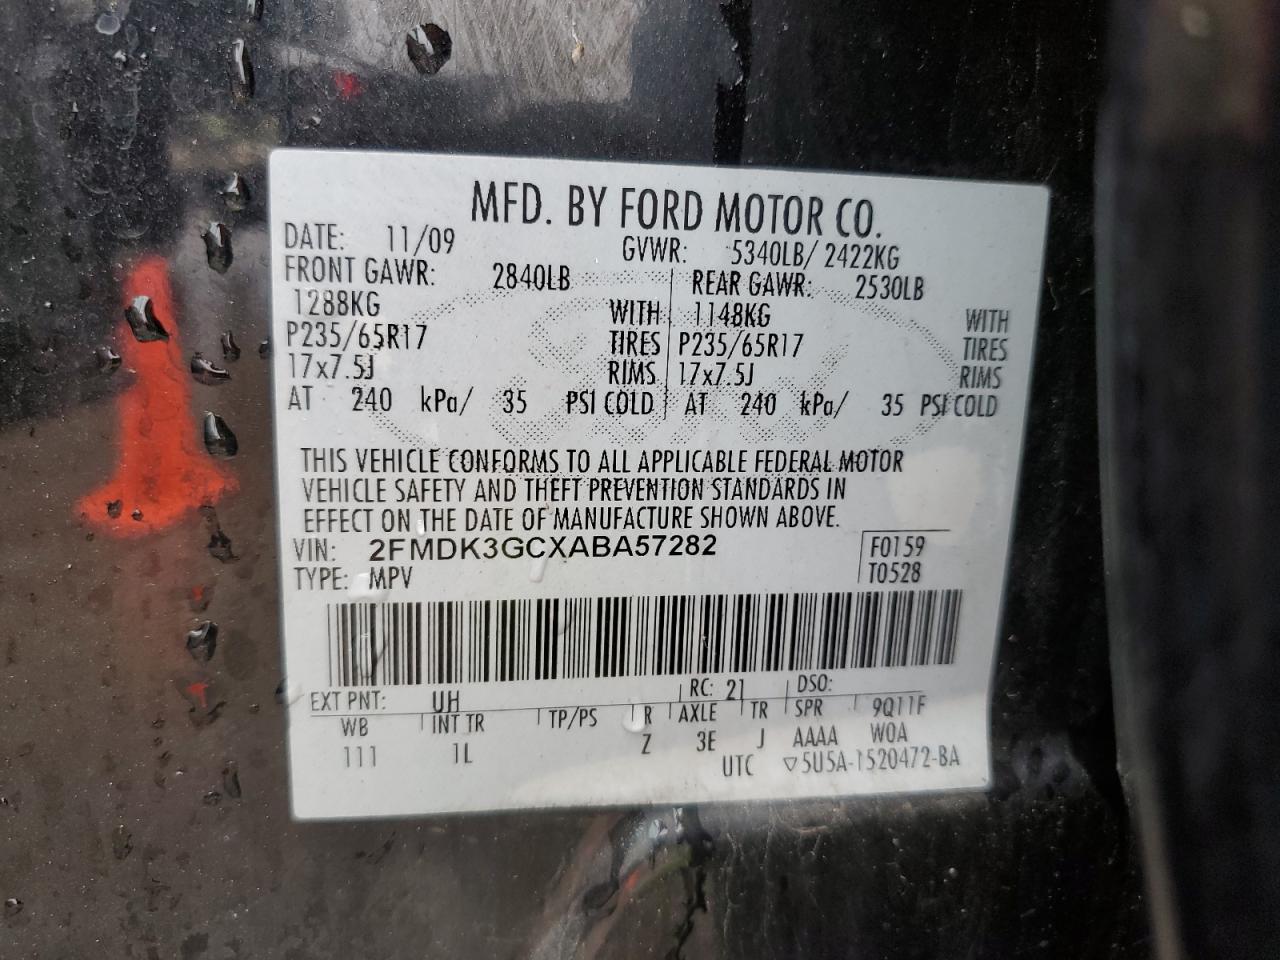 MFD. BY FORD MOTOR CO.
DATE: 11/09 GVWR: 5340LB/ 2422KG
FRONT GAWR: 2840LB REAR GAWR: 2530LB
1288KG WITH 1148KG WITH
P235/65R17 TIRES P235/65R17 TIRES
17x7.5J RIMS 17x7.5J RIMS
AT 240 kPa/ 35 PSI COLD AT 240 kPa/ 35 PSI COLD
THIS VEHICLE CONFORMS TO ALL APPLICABLE FEDERAL MOTOR
VEHICLE SAFETY AND THEFT PREVENTION STANDARDS IN
EFFECT ON THE DATE OF MANUFACTURE SHOWN ABOVE.
VIN: 2FMDK3GCXABA57282 F0159
TYPE: MPV T0528
EXT PNT: UH RC: 21 DSO:
WB INT TR TP/PS R AXLE TR SPR 9Q11F
111 1L Z 3E J AAAA W0A
UTC ▽5U5A-1520472-BA